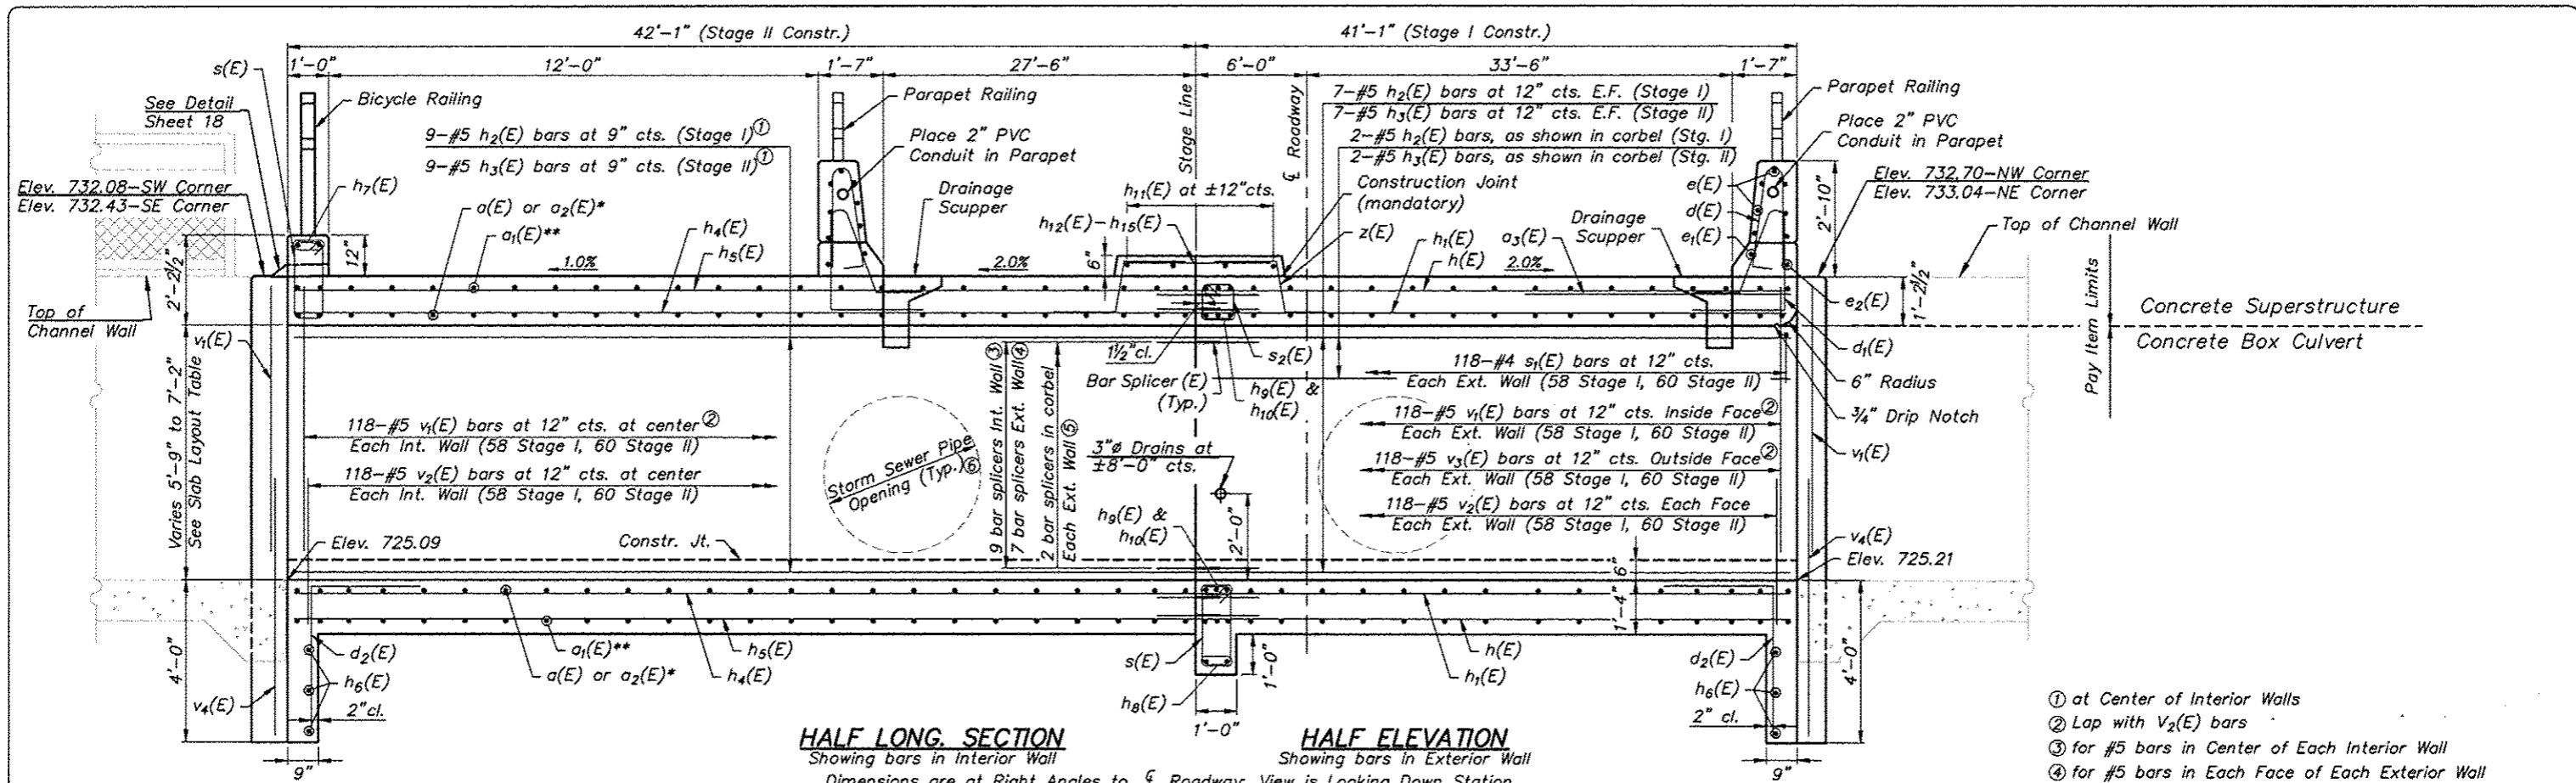 42'-1" (Stage II Constr.)
41'-1" (Stage I Constr.)
1'-0"
12'-0"
1'-7"
27'-6"
6'-0"
33'-6"
1'-7"
s(E)
See Detail
Sheet 18
Bicycle Railing
Parapet Railing
Stage Line
℄ Roadway
7-#5 h2(E) bars at 12" cts. E.F. (Stage I)
7-#5 h3(E) bars at 12" cts. E.F. (Stage II)
2-#5 h2(E) bars, as shown in corbel (Stg. I)
2-#5 h3(E) bars, as shown in corbel (Stg. II)
Parapet Railing
Place 2" PVC
Conduit in Parapet
9-#5 h2(E) bars at 9" cts. (Stage I)①
9-#5 h3(E) bars at 9" cts. (Stage II)①
Place 2" PVC
Conduit in Parapet
Elev. 732.08-SW Corner
Elev. 732.43-SE Corner
h7(E)
a(E) or a2(E)*
a1(E)**
h4(E)
h5(E)
Drainage
Scupper
h11(E) at ±12"cts.
Construction Joint
(mandatory)
h12(E)-h15(E)
z(E)
h1(E)
h(E)
a3(E)
Drainage
Scupper
e(E)
d(E)
e1(E)
2'-10"
Elev. 732.70-NW Corner
Elev. 733.04-NE Corner
Top of Channel Wall
2'-2½"
12"
1.0%
2.0%
6"
2.0%
e2(E)
1'-2½"
Pay Item Limits
Concrete Superstructure
Concrete Box Culvert
Top of
Channel Wall
v1(E)
Varies 5'-9" to 7'-2"
See Slab Layout Table
1½"cl.
s2(E)
Bar Splicer (E)
(Typ.)
h9(E) &
h10(E)
118-#4 s1(E) bars at 12" cts.
Each Ext. Wall (58 Stage I, 60 Stage II)
d1(E)
6" Radius
¾" Drip Notch
118-#5 v1(E) bars at 12" cts. at center②
Each Int. Wall (58 Stage I, 60 Stage II)
118-#5 v2(E) bars at 12" cts. at center
Each Int. Wall (58 Stage I, 60 Stage II)
Storm Sewer Pipe
Opening (Typ.)⑥
9 bar splicers Int. Wall③
7 bar splicers Ext. Wall④
2 bar splicers in corbel
Each Ext. Wall⑤
3"ø Drains at
±8'-0" cts.
118-#5 v1(E) bars at 12" cts. Inside Face②
Each Ext. Wall (58 Stage I, 60 Stage II)
118-#5 v3(E) bars at 12" cts. Outside Face②
Each Ext. Wall (58 Stage I, 60 Stage II)
118-#5 v2(E) bars at 12" cts. Each Face
Each Ext. Wall (58 Stage I, 60 Stage II)
v1(E)
h9(E) &
h10(E)
2'-0"
v4(E)
Elev. 725.09
Constr. Jt.
Elev. 725.21
6"
1'-4"
4'-0"
v4(E)
d2(E)
h6(E)
2"cl.
9"
a1(E)**
a(E) or a2(E)*
h5(E)
h4(E)
s(E)
h8(E)
1'-0"
1'-0"
h(E)
h1(E)
d2(E)
h6(E)
2" cl.
9"
4'-0"
HALF LONG. SECTION
Showing bars in Interior Wall
HALF ELEVATION
Showing bars in Exterior Wall
Dimensions are at Right Angles to ℄ Roadway. View is Looking Down Station
① at Center of Interior Walls
② Lap with V2(E) bars
③ for #5 bars in Center of Each Interior Wall
④ for #5 bars in Each Face of Each Exterior Wall